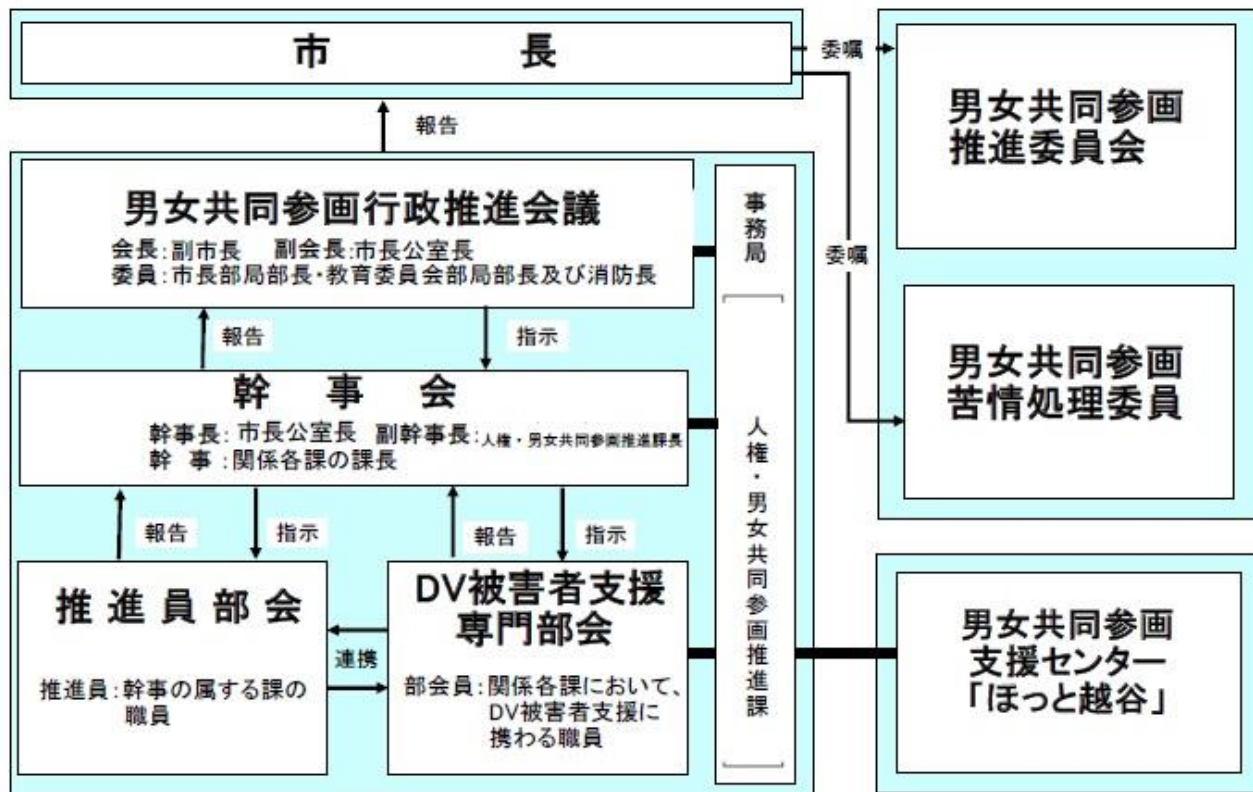 市　　　　長
委嘱
男女共同参画
推進委員会
報告
男女共同参画行政推進会議
会長：副市長　副会長：市長公室長
委員：市長部局部長・教育委員会部局部長及び消防長
事務局
委嘱
報告
指示
男女共同参画
苦情処理委員
幹　事　会
幹事長：市長公室長　副幹事長：人権・男女共同参画推進課長
幹　事：関係各課の課長
人権・男女共同参画推進課
報告
指示
報告
指示
推進員部会
推進員：幹事の属する課の
職員
連携
DV被害者支援
専門部会
部会員：関係各課において、
DV被害者支援に
携わる職員
男女共同参画
支援センター
「ほっと越谷」